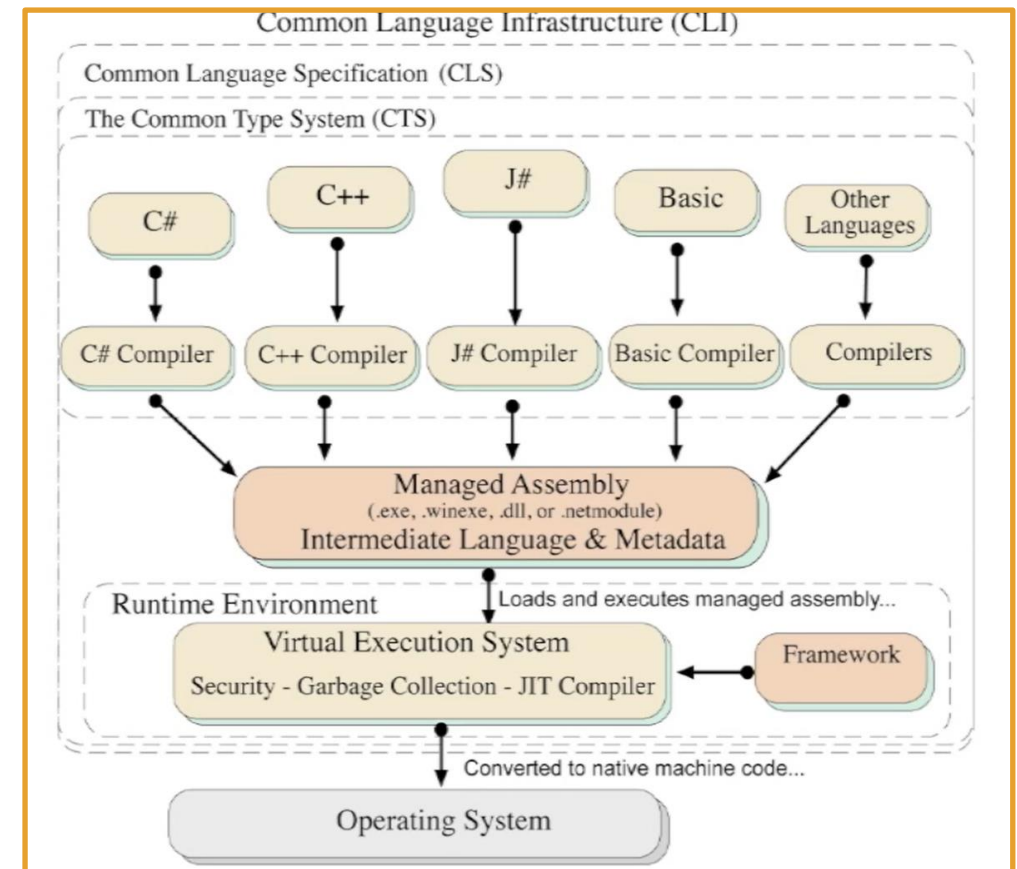 Common Language Infrastructure (CLI)
Common Language Specification (CLS)
The Common Type System (CTS)
C#
C++
J#
Basic
Other
Languages
C# Compiler
C++ Compiler
J# Compiler
Basic Compiler
Compilers
Managed Assembly
(.exe, .winexe, .dll, or .netmodule)
Intermediate Language & Metadata
Runtime Environment
Loads and executes managed assembly...
Virtual Execution System
Security - Garbage Collection - JIT Compiler
Framework
Converted to native machine code...
Operating System